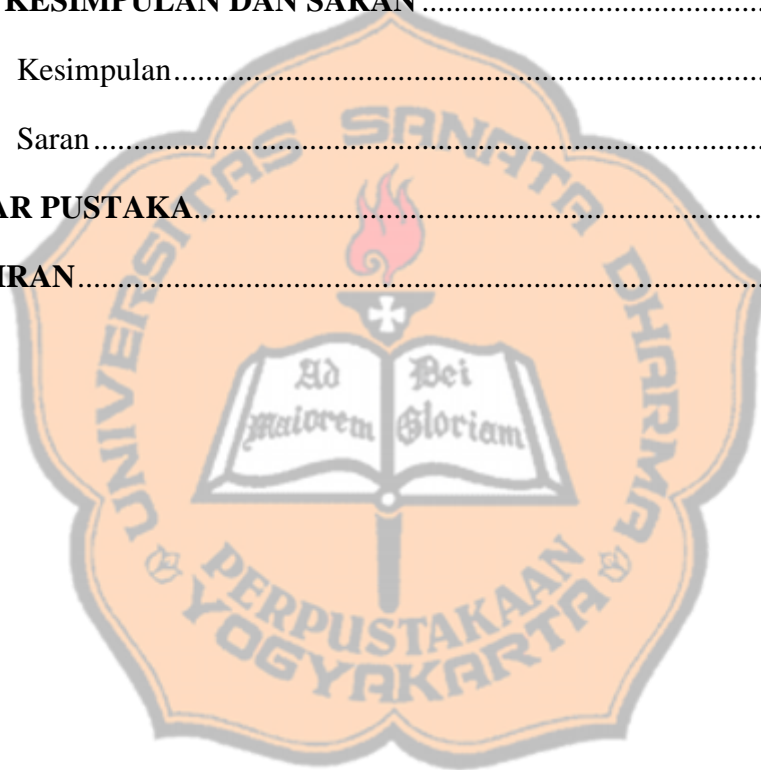 KESIMPULAN DAN SARAN........................................
Kesimpulan........................................................................
Saran..................................................................................
AR PUSTAKA......................................................................
IRAN....................................................................................
UNIVERSITAS SANATA DHARMA
Ad
Maiorem
Dei
Gloriam
PERPUSTAKAAN
YOGYAKARTA